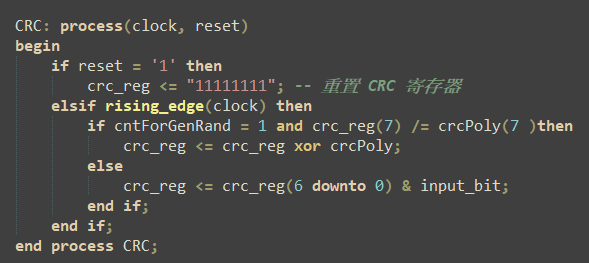 CRC: process(clock, reset)
begin
    if reset = '1' then
        crc_reg <= "11111111"; -- 重置 CRC 寄存器
    elsif rising_edge(clock) then
        if cntForGenRand = 1 and crc_reg(7) /= crcPoly(7 )then
            crc_reg <= crc_reg xor crcPoly;
        else
            crc_reg <= crc_reg(6 downto 0) & input_bit;
        end if;
    end if;
end process CRC;